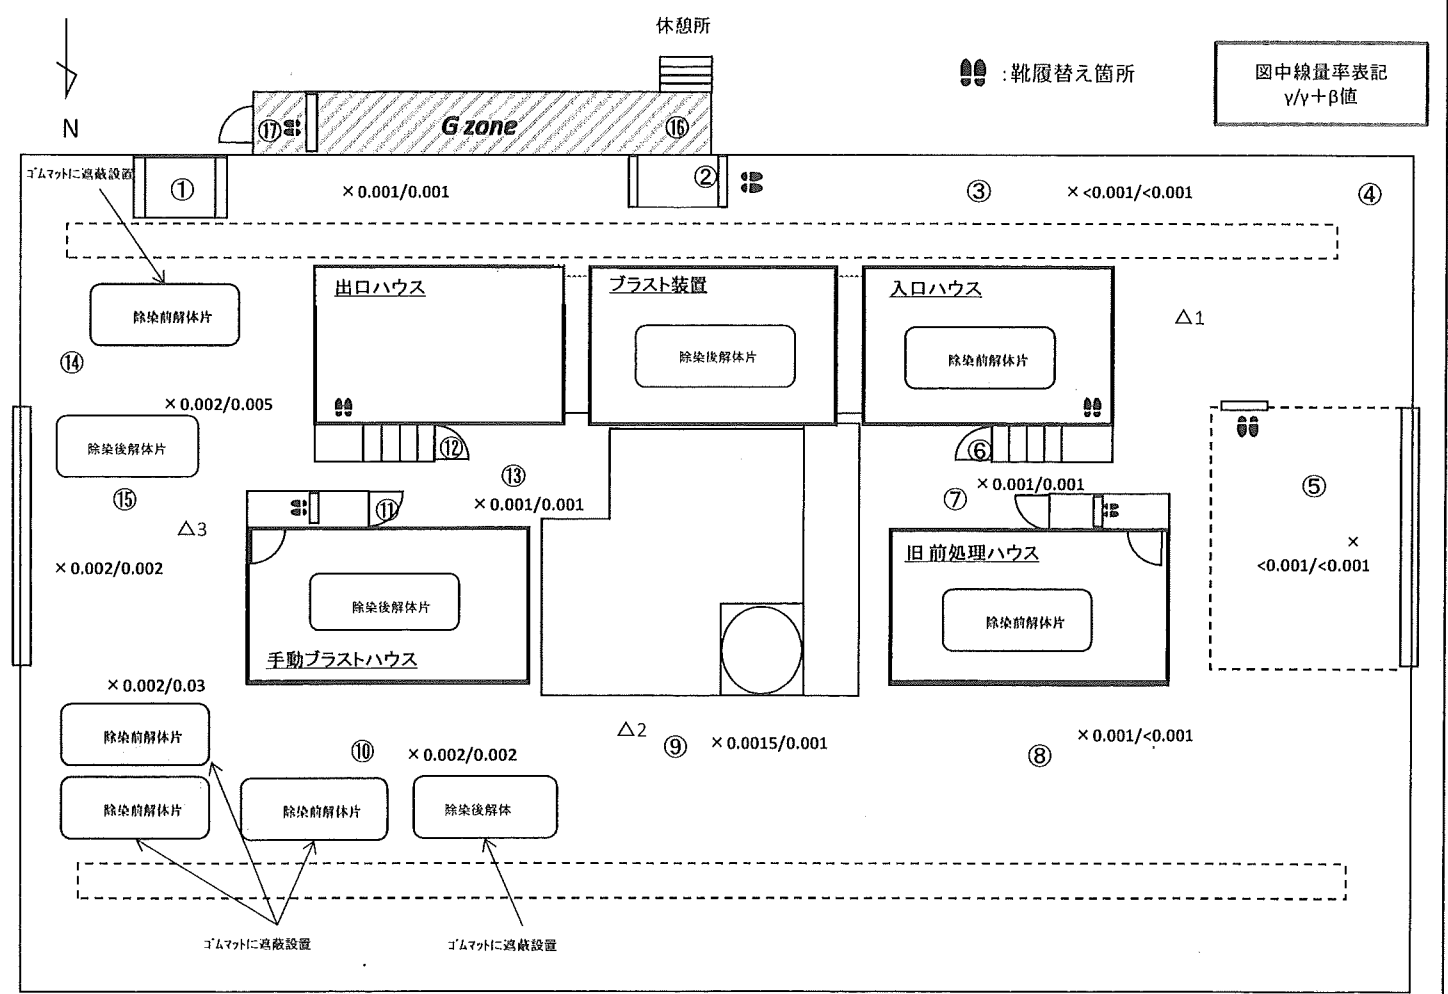 休憩所
:靴履替え箇所
図中線量率表記
γ/γ+β値
N
⑰
G zone
⑯
ゴムマットに遮蔽設置
①
×0.001/0.001
②
③
×<0.001/<0.001
④
出口ハウス
ブラスト装置
入口ハウス
除染前解体片
除染後解体片
除染前解体片
△1
⑭
×0.002/0.005
除染後解体片
⑫
⑥
⑬
×0.001/0.001
⑦
×0.001/0.001
⑤
⑮
△3
⑪
×
<0.001/<0.001
×0.002/0.002
旧前処理ハウス
除染後解体片
除染前解体片
手動ブラストハウス
×0.002/0.03
除染前解体片
△2
⑨
×0.0015/0.001
×0.001/<0.001
⑧
⑩
×0.002/0.002
除染前解体片
除染前解体片
除染後解体
ゴムマットに遮蔽設置
ゴムマットに遮蔽設置